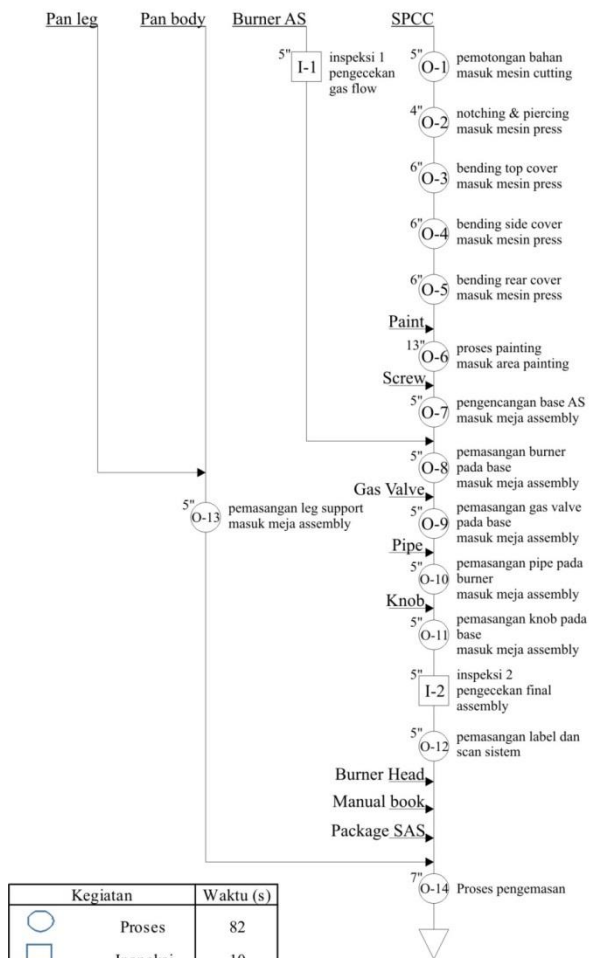 Pan leg Pan body Burner AS SPCC
5" I-1 inspeksi 1
pengecekan
gas flow
5" O-1 pemotongan bahan
masuk mesin cutting
4" O-2 notching & piercing
masuk mesin press
6" O-3 bending top cover
masuk mesin press
6" O-4 bending side cover
masuk mesin press
6" O-5 bending rear cover
masuk mesin press
Paint
13" O-6 proses painting
masuk area painting
Screw
5" O-7 pengencangan base AS
masuk meja assembly
5" O-8 pemasangan burner
pada base
masuk meja assembly
Gas Valve
5" O-13 pemasangan leg support
masuk meja assembly
5" O-9 pemasangan gas valve
pada base
masuk meja assembly
Pipe
5" O-10 pemasangan pipe pada
burner
masuk meja assembly
Knob
5" O-11 pemasangan knob pada
base
masuk meja assembly
5" I-2 inspeksi 2
pengecekan final
assembly
5" O-12 pemasangan label dan
scan sistem
Burner Head
Manual book
Package SAS
7" O-14 Proses pengemasan
Kegiatan Waktu (s)
Proses 82
Inspeksi 10